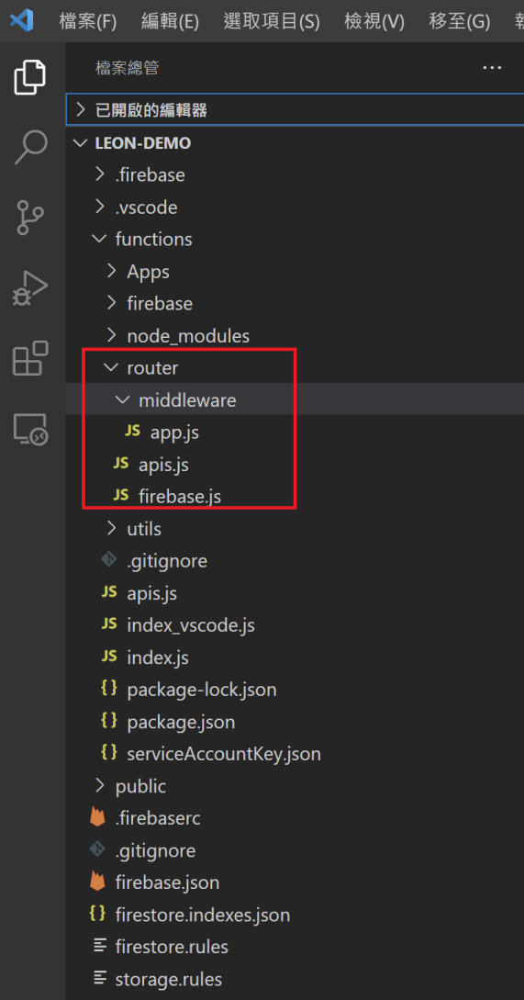 檔案(F) 編輯(E) 選取項目(S) 檢視(V) 移至(G)
檔案總管 ...
已開啟的編輯器
LEON-DEMO
.firebase
.vscode
functions
Apps
firebase
node_modules
router
middleware
JS app.js
JS apis.js
JS firebase.js
utils
.gitignore
JS apis.js
JS index_vscode.js
JS index.js
{} package-lock.json
{} package.json
{} serviceAccountKey.json
public
.firebaserc
.gitignore
firebase.json
{} firestore.indexes.json
firestore.rules
storage.rules